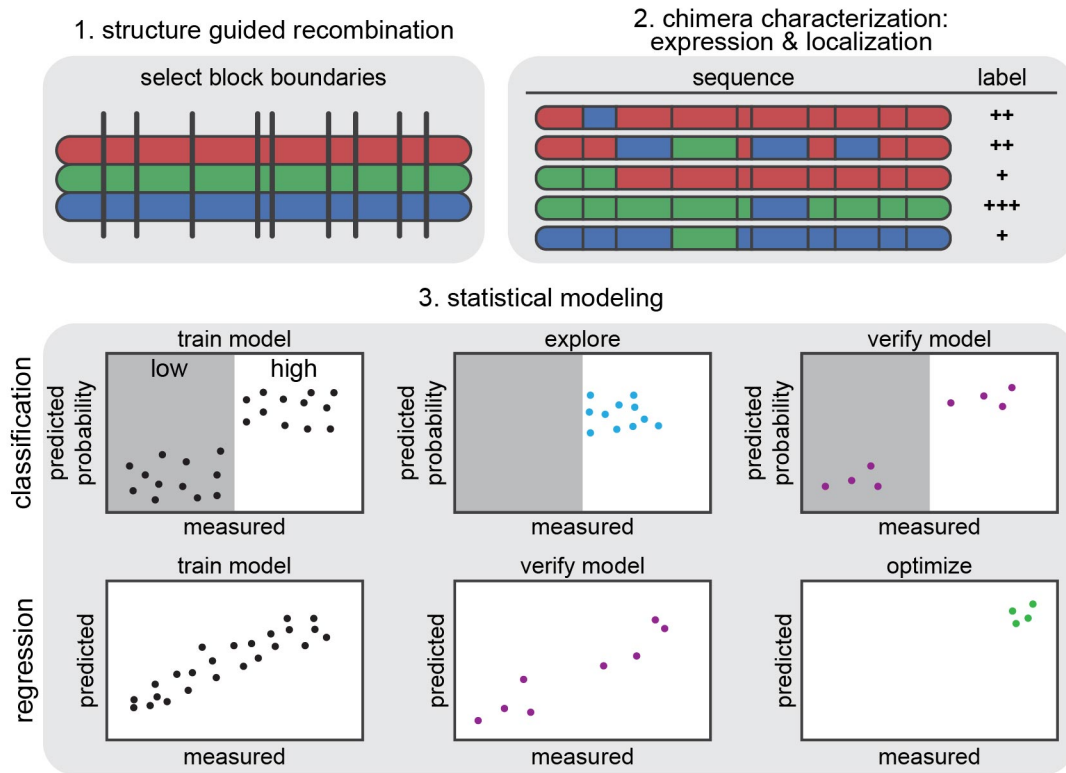 1. structure guided recombination
select block boundaries
2. chimera characterization:
expression & localization
sequence label
++
++
+
+++
+
3. statistical modeling
classification
train model
low high
predicted
probability
measured
explore
predicted
probability
measured
verify model
predicted
probability
measured
regression
train model
predicted
measured
verify model
predicted
measured
optimize
predicted
measured